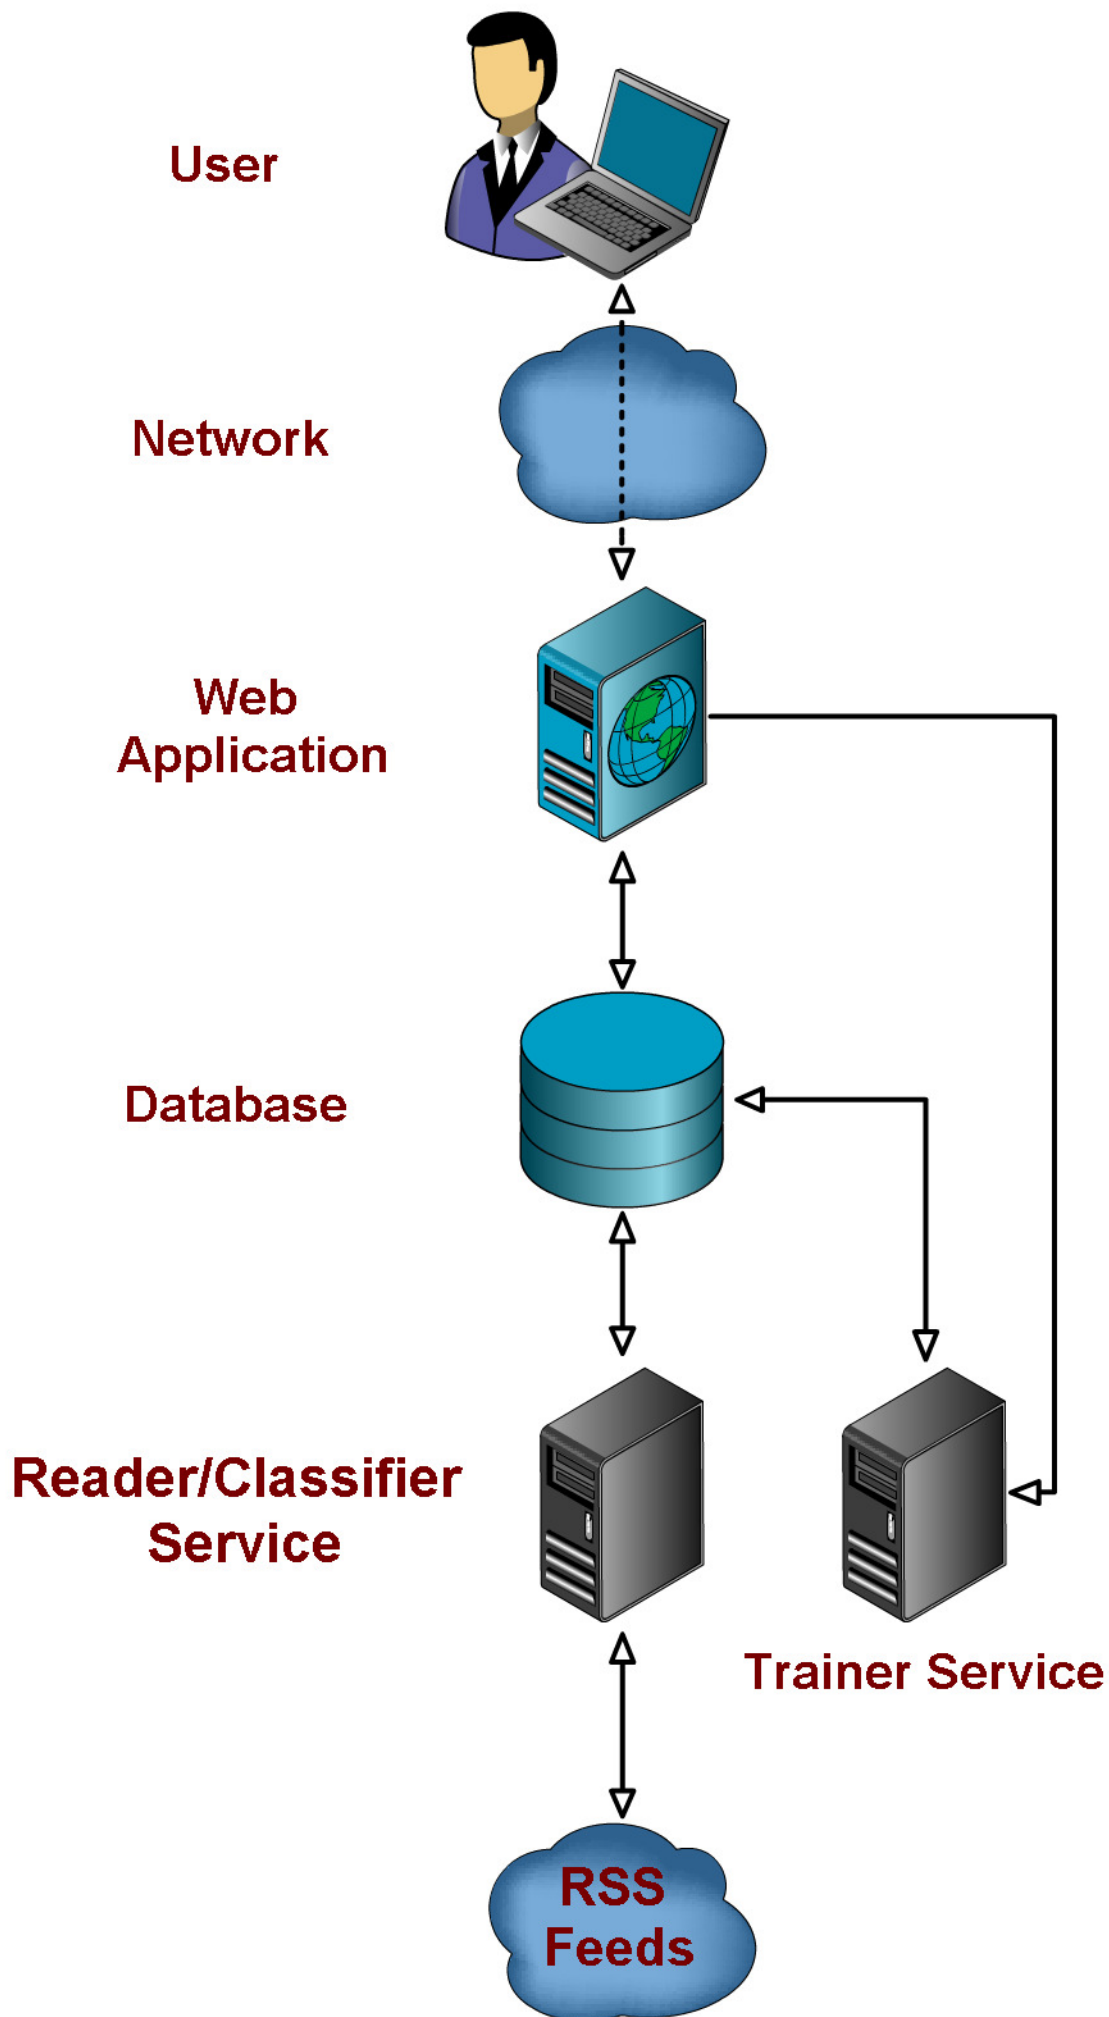 User
Network
Web
Application
Database
Reader/Classifier
Service
Trainer Service
RSS
Feeds